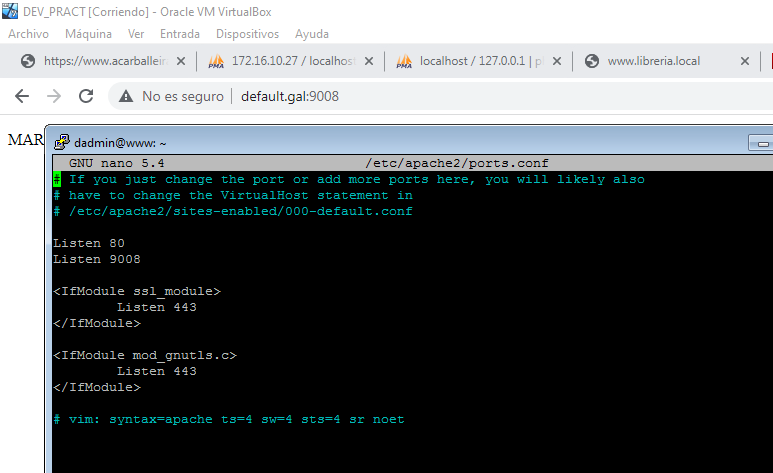 DEV_PRACT [Corriendo] - Oracle VM VirtualBox
Archivo Máquina Ver Entrada Dispositivos Ayuda
https://www.acarballeir 172.16.10.27 / localhos localhost / 127.0.0.1 | p www.libreria.local
No es seguro | default.gal:9008
MAR
dadmin@www: ~
GNU nano 5.4 /etc/apache2/ports.conf
# If you just change the port or add more ports here, you will likely also
# have to change the VirtualHost statement in
# /etc/apache2/sites-enabled/000-default.conf
Listen 80
Listen 9008
<IfModule ssl_module>
Listen 443
</IfModule>
<IfModule mod_gnutls.c>
Listen 443
</IfModule>
# vim: syntax=apache ts=4 sw=4 sts=4 sr noet